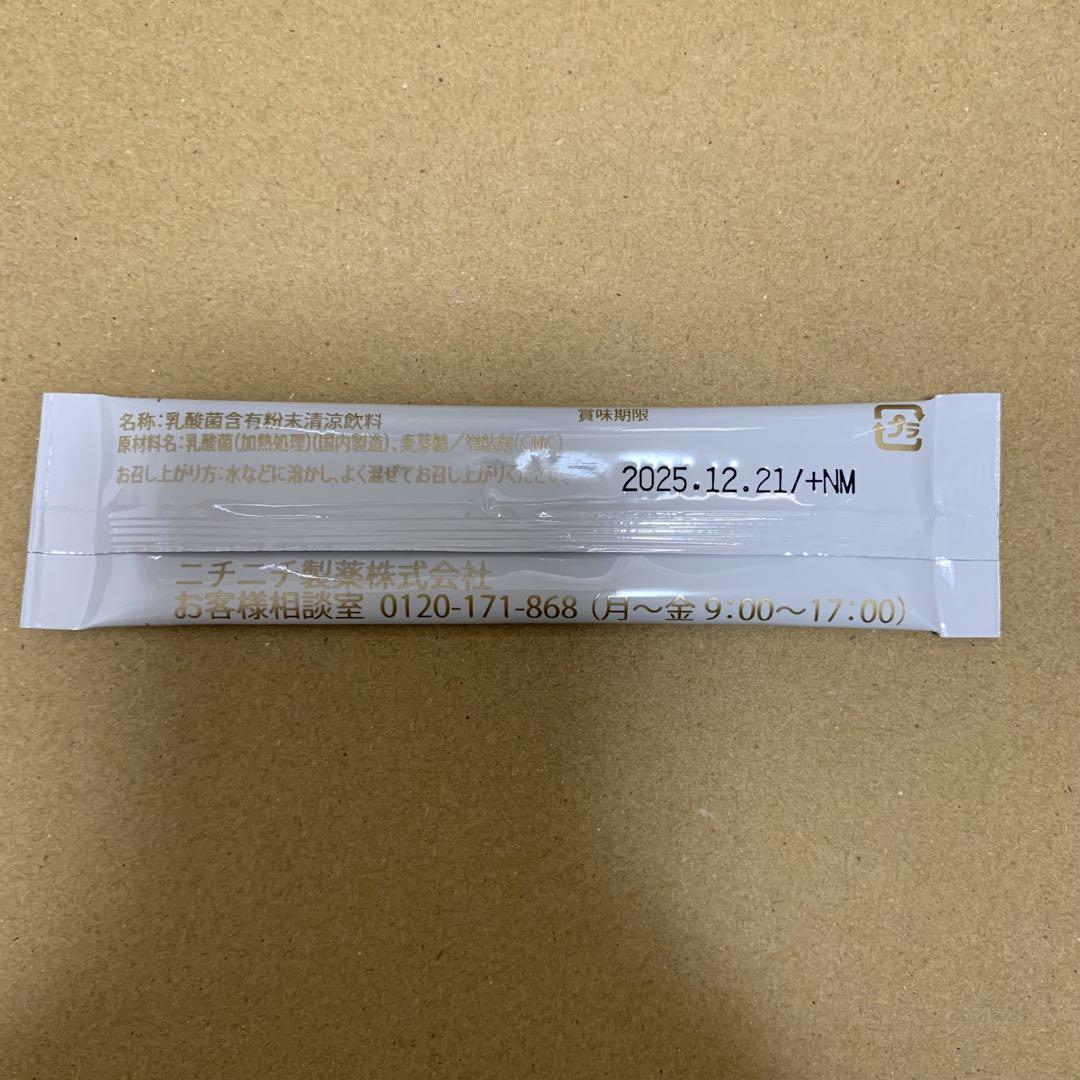 名称：乳酸菌含有粉末清涼飲料
原材料名：乳酸菌（加熱処理）（国内製造）、麦芽糖／増粘剤（CMC）
お召し上がり方：水などに溶かし、よく混ぜてお召し上がりください。
賞味期限
2025.12.21/+NM
プラ
ニチニチ製薬株式会社
お客様相談室 0120-171-868（月～金 9：00～17：00）